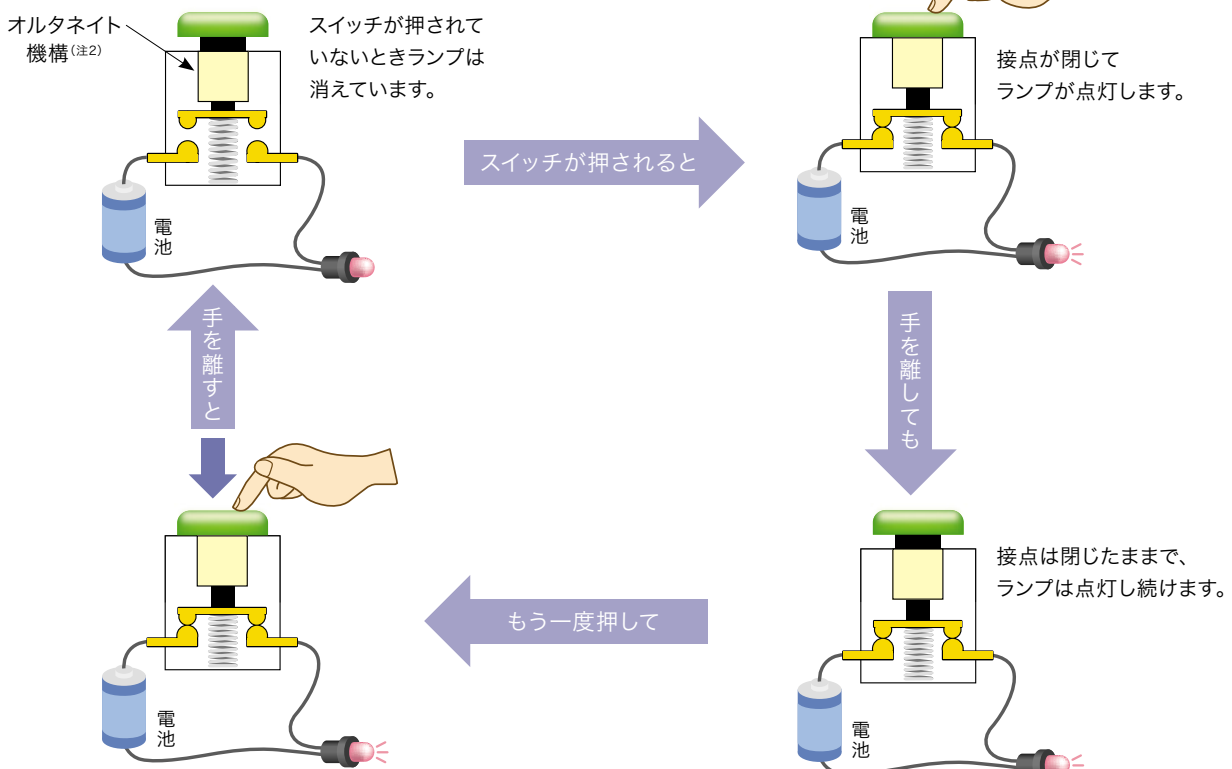 オルタネイト
機構(注2)
スイッチが押されて
いないときランプは
消えています。
電池
スイッチが押されると
接点が閉じて
ランプが点灯します。
電池
手を離しても
接点は閉じたままで、
ランプは点灯し続けます。
電池
もう一度押して
電池
手を離すと